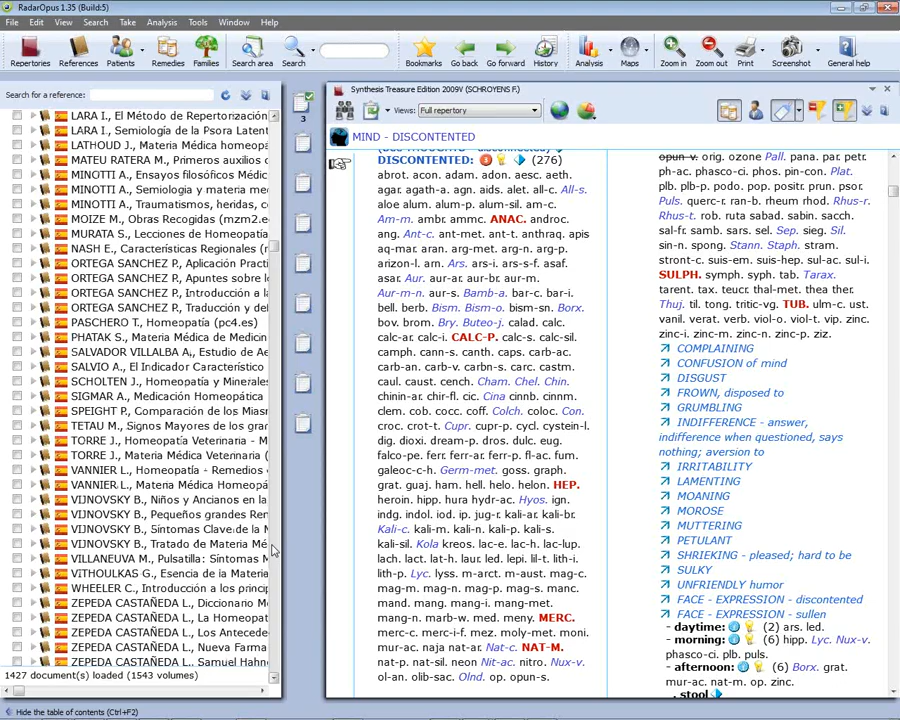 RadarOpus 1.35 (Build:5)
File Edit View Search Take Analysis Tools Window Help
Repertories References Patients Remedies Families Search area Search Bookmarks Go back Go forward History Analysis Maps Zoom in Zoom out Print Screenshot General help
Search for a reference:
LARA I., El Método de Repertorización
LARA I., Semiología de la Psora Latent
LATHOUD J., Materia Médica homeop
MATEU RATERA M., Primeros auxilios d
MINOTTI A., Ensayos filosóficos Médic
MINOTTI A., Semiologia y materia med
MINOTTI A., Traumatismos, heridas, c
MOIZE M., Obras Recogidas (mzm2.e
MURATA S., Lecciones de Homeopatí
NASH E., Características Regionales (r
ORTEGA SANCHEZ P., Aplicación Practi
ORTEGA SANCHEZ P., Apuntes sobre l
ORTEGA SANCHEZ P., Introducción a l
ORTEGA SANCHEZ P., Traducción y de
PASCHERO T., Homeopatía (pc4.es)
PHATAK S., Materia Médica de Medicin
SALVADOR VILLALBA A., Estudio de Ae
SALVIO A., El Indicador Característico
SCHOLTEN J., Homeopatía y Minerales
SIGMAR A., Medicación Homeopática
SPEIGHT P., Comparación de los Miasn
TETAU M., Signos Mayores de los gran
TORRE J., Homeopatía Veterinaria - M
TORRE J., Materia Médica Veterinaria (
VANNIER L., Homeopatía - Remedios
VANNIER L., Materia Médica Homeopá
VIJNOVSKY B., Niños y Ancianos en la
VIJNOVSKY B., Pequeños grandes Ren
VIJNOVSKY B., Síntomas Clave de la M
VIJNOVSKY B., Tratado de Materia Mé
VILLANEUVA M., Pulsatilla: Síntomas M
VITHOULKAS G., Esencia de la Materia
WHEELER C., Introducción a los princip
ZEPEDA CASTAÑEDA L., Diccionario M
ZEPEDA CASTAÑEDA L., La Homeopat
ZEPEDA CASTAÑEDA L., Los Antecede
ZEPEDA CASTAÑEDA L., Nueva Farma
ZEPEDA CASTAÑEDA L., Samuel Hahn
1427 document(s) loaded (1543 volumes)
Hide the table of contents (Ctrl+F2)
3
Synthesis Treasure Edition 2009V (SCHROYENS F.)
Views: Full repertory
MIND - DISCONTENTED
DISCONTENTED: 3 (276)
abrot. acon. adam. adon. aesc. aeth.
agar. agath-a. agn. aids. alet. all-c. All-s.
aloe alum. alum-p. alum-sil. am-c.
Am-m. ambr. ammc. ANAC. androc.
ang. Ant-c. ant-met. ant-t. anthraq. apis
aq-mar. aran. arg-met. arg-n. arg-p.
arizon-l. arn. Ars. ars-i. ars-s-f. asaf.
asar. Aur. aur-ar. aur-br. aur-m.
Aur-m-n. aur-s. Bamb-a. bar-c. bar-i.
bell. berb. Bism. Bism-o. bism-sn. Borx.
bov. brom. Bry. Buteo-j. calad. calc.
calc-ar. calc-i. CALC-P. calc-s. calc-sil.
camph. cann-s. canth. caps. carb-ac.
carb-an. carb-v. carbn-s. carc. castm.
caul. caust. cench. Cham. Chel. Chin.
chinin-ar. chir-fl. cic. Cina cinnb. cinnm.
clem. cob. cocc. coff. Colch. coloc. Con.
croc. crot-t. Cupr. cupr-p. cycl. cystein-l.
dig. dioxi. dream-p. dros. dulc. eug.
falco-pe. ferr. ferr-ar. ferr-p. fl-ac. fum.
galeoc-c-h. Germ-met. goss. graph.
grat. guaj. ham. hell. helo. helon. HEP.
heroin. hipp. hura hydr-ac. Hyos. ign.
indg. indol. iod. ip. jug-r. kali-ar. kali-br.
Kali-c. kali-m. kali-n. kali-p. kali-s.
kali-sil. Kola kreos. lac-e. lac-h. lac-lup.
lach. lact. lat-h. laur. led. lepi. lil-t. lith-i.
lith-p. Lyc. lyss. m-arct. m-aust. mag-c.
mag-m. mag-n. mag-p. mag-s. manc.
mand. mang. mang-i. mang-met.
mang-n. marb-w. med. meny. MERC.
merc-c. merc-i-f. mez. moly-met. moni.
mur-ac. naja nat-ar. Nat-c. NAT-M.
nat-p. nat-sil. neon Nit-ac. nitro. Nux-v.
ol-an. olib-sac. Olnd. op. opun-s.
opun-v. orig. ozone Pall. pana. par. petr.
ph-ac. phasco-ci. phos. pin-con. Plat.
plb. plb-p. podo. pop. positr. prun. psor.
Puls. querc-r. ran-b. rheum rhod. Rhus-r.
Rhus-t. rob. ruta sabad. sabin. sacch.
sal-fr. samb. sars. sel. Sep. sieg. Sil.
sin-n. spong. Stann. Staph. stram.
stront-c. suis-em. suis-hep. sul-ac. sul-i.
SULPH. symph. syph. tab. Tarax.
tarent. tax. teucr. thal-met. thea ther.
Thuj. til. tong. tritic-vg. TUB. ulm-c. ust.
vanil. verat. verb. viol-o. viol-t. vip. zinc.
zinc-i. zinc-m. zinc-n. zinc-p. ziz.
COMPLAINING
CONFUSION of mind
DISGUST
FROWN, disposed to
GRUMBLING
INDIFFERENCE - answer,
indifference when questioned, says
nothing; aversion to
IRRITABILITY
LAMENTING
MOANING
MOROSE
MUTTERING
PETULANT
SHRIEKING - pleased; hard to be
SULKY
UNFRIENDLY humor
FACE - EXPRESSION - discontented
FACE - EXPRESSION - sullen
- daytime: (2) ars. led.
- morning: (6) hipp. Lyc. Nux-v.
phasco-ci. plb. puls.
- afternoon: (6) Borx. grat.
mur-ac. nat-m. op. zinc.
. stool